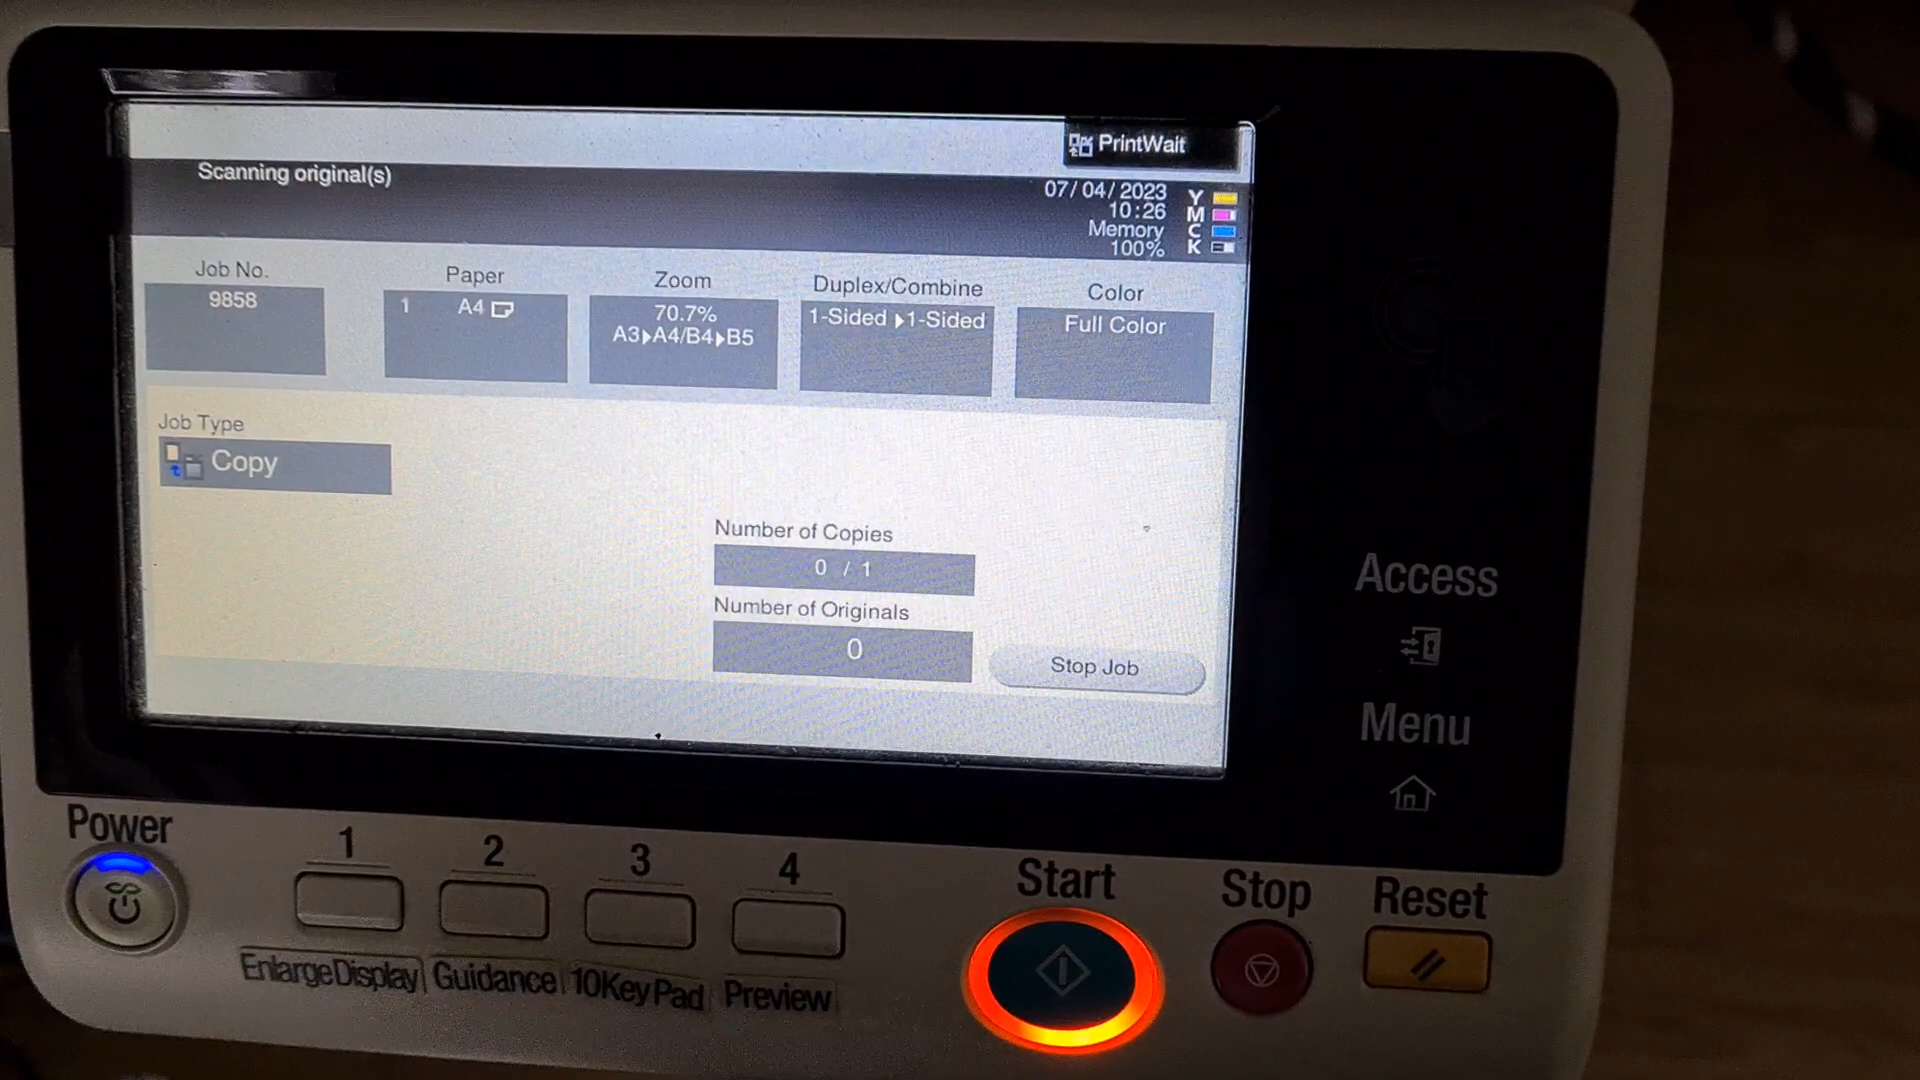 PrintWait
Scanning original(s)
07/04/2023
10:26
Memory
100%
Y
M
C
K
Job No.
9858
Paper
1 A4
Zoom
70.7%
A3▸A4/B4▸B5
Duplex/Combine
1-Sided ▸1-Sided
Color
Full Color
Job Type
Copy
Number of Copies
0 / 1
Number of Originals
0
Stop Job
Access
Menu
Power
1
2
3
4
Enlarge Display
Guidance
10 Key Pad
Preview
Start
Stop
Reset